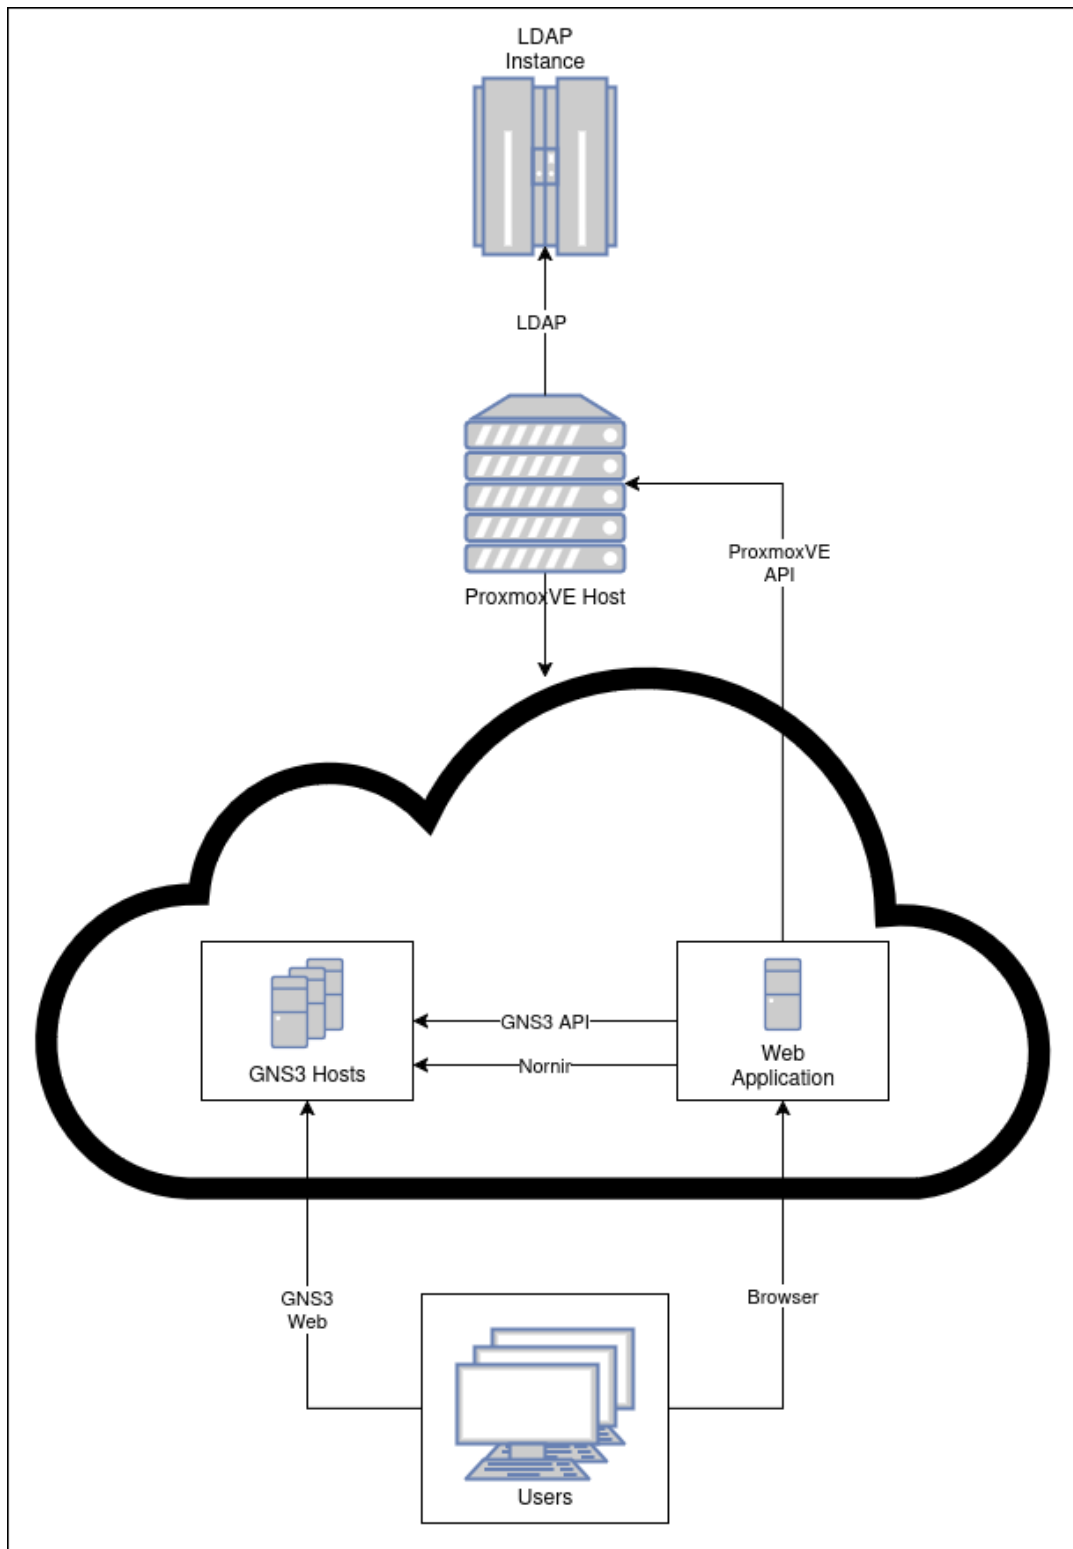 LDAP
Instance
LDAP
ProxmoxVE
API
ProxmoxVE Host
GNS3 API
Nornir
GNS3 Hosts
Web
Application
GNS3
Web
Browser
Users